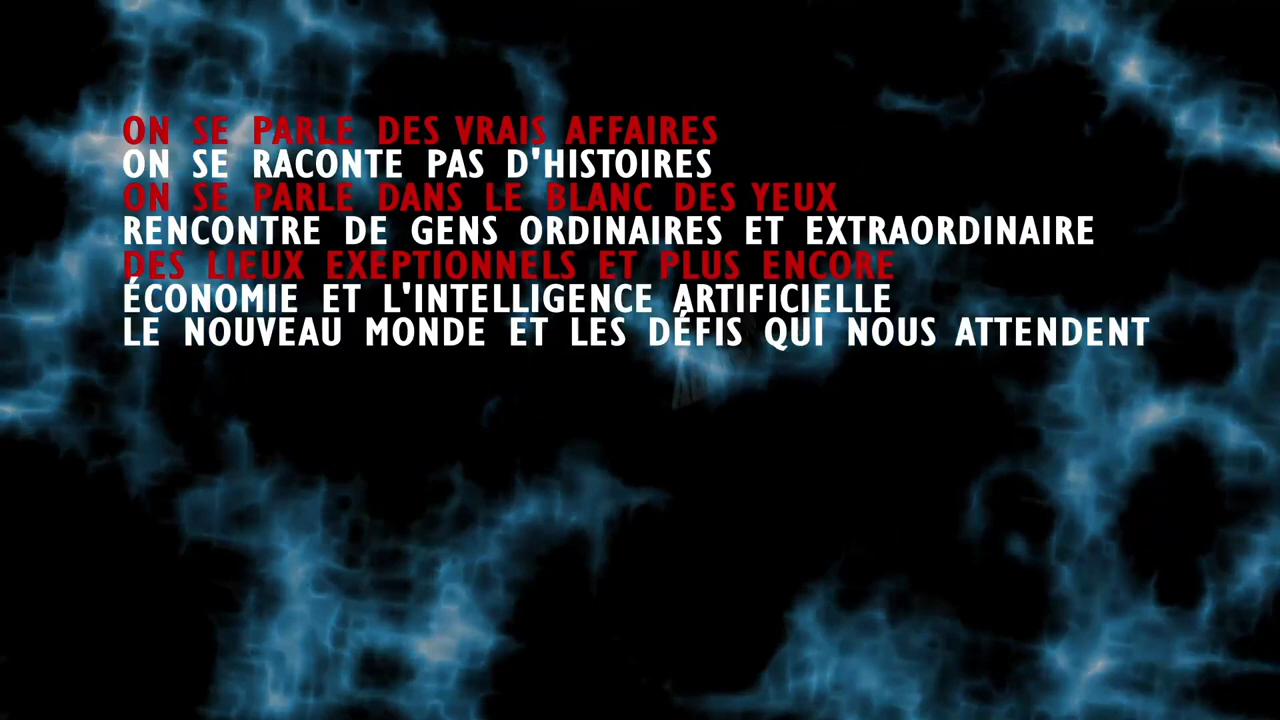 ON SE PARLE DES VRAIS AFFAIRES
ON SE RACONTE PAS D'HISTOIRES
ON SE PARLE DANS LE BLANC DES YEUX
RENCONTRE DE GENS ORDINAIRES ET EXTRAORDINAIRE
DES LIEUX EXEPTIONNELS ET PLUS ENCORE
ÉCONOMIE ET L'INTELLIGENCE ARTIFICIELLE
LE NOUVEAU MONDE ET LES DÉFIS QUI NOUS ATTENDENT